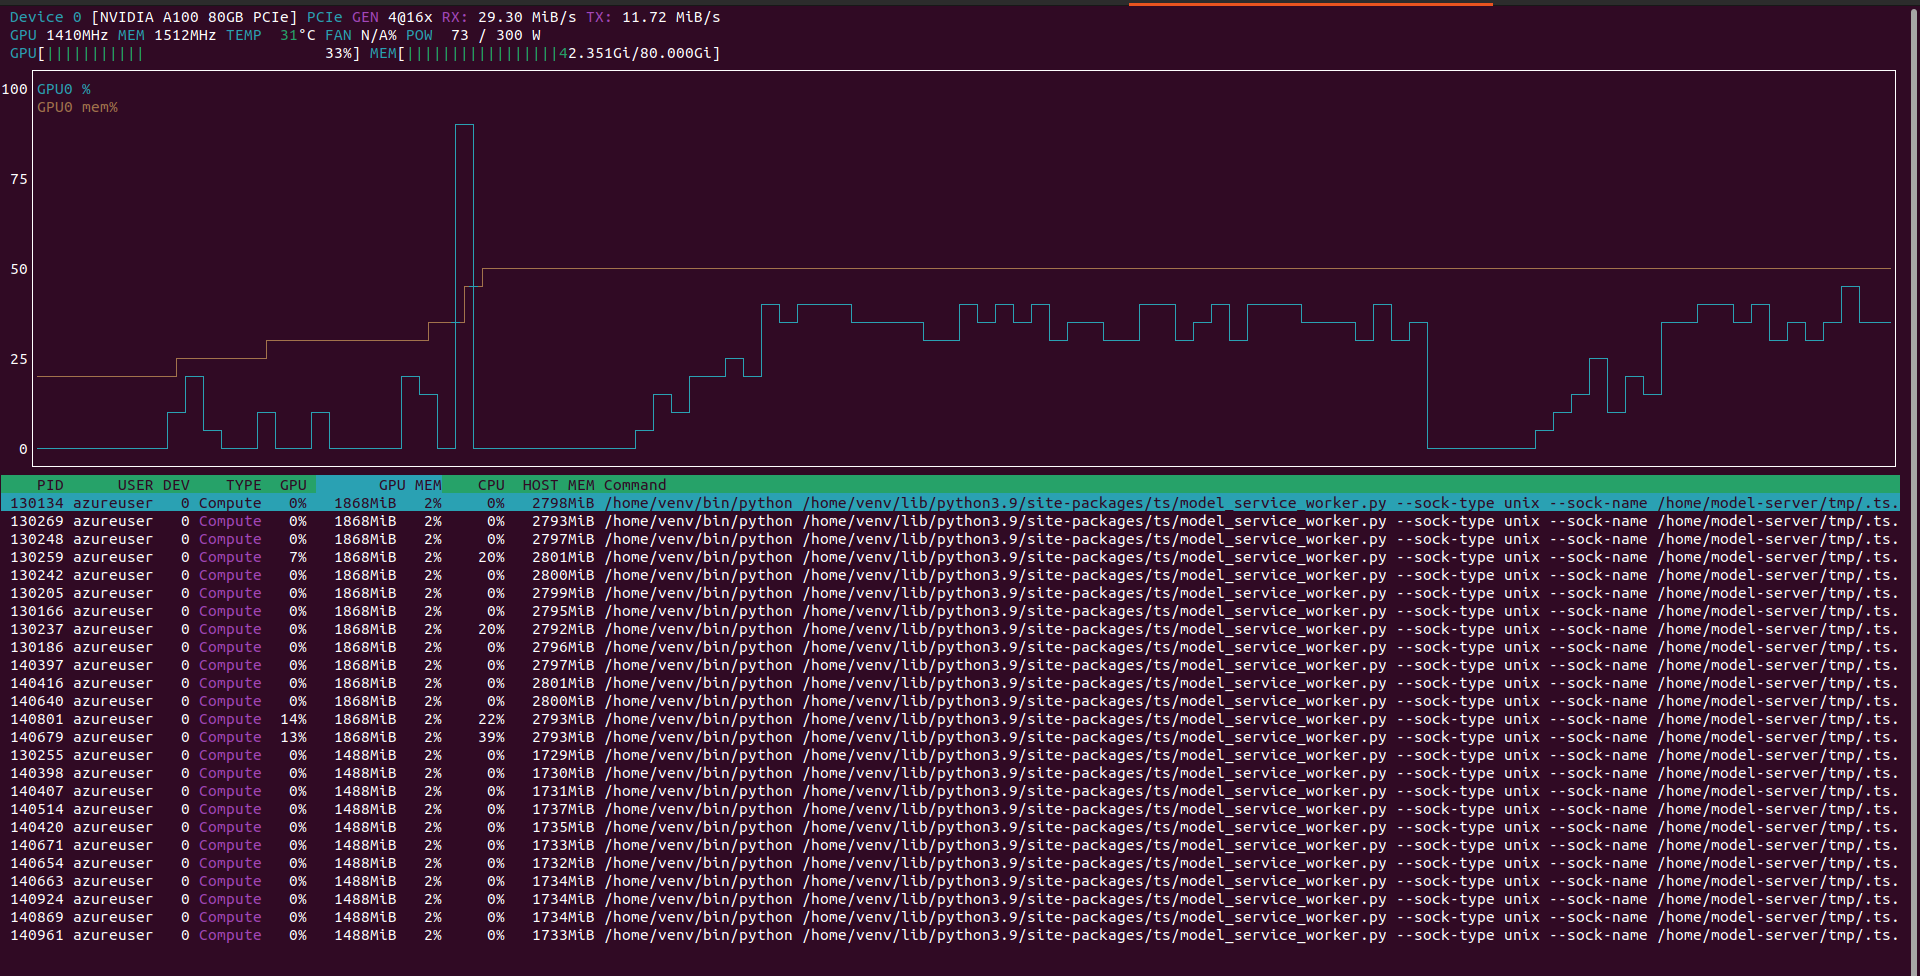 Device 0 [NVIDIA A100 80GB PCIe] PCIe GEN 4@16x RX: 29.30 MiB/s TX: 11.72 MiB/s
GPU 1410MHz MEM 1512MHz TEMP  31°C FAN N/A% POW  73 / 300 W
GPU[||||||||||| 33%] MEM[|||||||||||||||||42.351Gi/80.000Gi]
100
GPU0 %
GPU0 mem%
75
50
25
0
PID USER DEV TYPE GPU GPU MEM CPU HOST MEM Command
130134 azureuser 0 Compute 0% 1868MiB 2% 0% 2798MiB /home/venv/bin/python /home/venv/lib/python3.9/site-packages/ts/model_service_worker.py --sock-type unix --sock-name /home/model-server/tmp/.ts.
130269 azureuser 0 Compute 0% 1868MiB 2% 0% 2793MiB /home/venv/bin/python /home/venv/lib/python3.9/site-packages/ts/model_service_worker.py --sock-type unix --sock-name /home/model-server/tmp/.ts.
130248 azureuser 0 Compute 0% 1868MiB 2% 0% 2797MiB /home/venv/bin/python /home/venv/lib/python3.9/site-packages/ts/model_service_worker.py --sock-type unix --sock-name /home/model-server/tmp/.ts.
130259 azureuser 0 Compute 7% 1868MiB 2% 20% 2801MiB /home/venv/bin/python /home/venv/lib/python3.9/site-packages/ts/model_service_worker.py --sock-type unix --sock-name /home/model-server/tmp/.ts.
130242 azureuser 0 Compute 0% 1868MiB 2% 0% 2800MiB /home/venv/bin/python /home/venv/lib/python3.9/site-packages/ts/model_service_worker.py --sock-type unix --sock-name /home/model-server/tmp/.ts.
130205 azureuser 0 Compute 0% 1868MiB 2% 0% 2799MiB /home/venv/bin/python /home/venv/lib/python3.9/site-packages/ts/model_service_worker.py --sock-type unix --sock-name /home/model-server/tmp/.ts.
130166 azureuser 0 Compute 0% 1868MiB 2% 0% 2795MiB /home/venv/bin/python /home/venv/lib/python3.9/site-packages/ts/model_service_worker.py --sock-type unix --sock-name /home/model-server/tmp/.ts.
130237 azureuser 0 Compute 0% 1868MiB 2% 20% 2792MiB /home/venv/bin/python /home/venv/lib/python3.9/site-packages/ts/model_service_worker.py --sock-type unix --sock-name /home/model-server/tmp/.ts.
130186 azureuser 0 Compute 0% 1868MiB 2% 0% 2796MiB /home/venv/bin/python /home/venv/lib/python3.9/site-packages/ts/model_service_worker.py --sock-type unix --sock-name /home/model-server/tmp/.ts.
140397 azureuser 0 Compute 0% 1868MiB 2% 0% 2797MiB /home/venv/bin/python /home/venv/lib/python3.9/site-packages/ts/model_service_worker.py --sock-type unix --sock-name /home/model-server/tmp/.ts.
140416 azureuser 0 Compute 0% 1868MiB 2% 0% 2801MiB /home/venv/bin/python /home/venv/lib/python3.9/site-packages/ts/model_service_worker.py --sock-type unix --sock-name /home/model-server/tmp/.ts.
140640 azureuser 0 Compute 0% 1868MiB 2% 0% 2800MiB /home/venv/bin/python /home/venv/lib/python3.9/site-packages/ts/model_service_worker.py --sock-type unix --sock-name /home/model-server/tmp/.ts.
140801 azureuser 0 Compute 14% 1868MiB 2% 22% 2793MiB /home/venv/bin/python /home/venv/lib/python3.9/site-packages/ts/model_service_worker.py --sock-type unix --sock-name /home/model-server/tmp/.ts.
140679 azureuser 0 Compute 13% 1868MiB 2% 39% 2793MiB /home/venv/bin/python /home/venv/lib/python3.9/site-packages/ts/model_service_worker.py --sock-type unix --sock-name /home/model-server/tmp/.ts.
130255 azureuser 0 Compute 0% 1488MiB 2% 0% 1729MiB /home/venv/bin/python /home/venv/lib/python3.9/site-packages/ts/model_service_worker.py --sock-type unix --sock-name /home/model-server/tmp/.ts.
140398 azureuser 0 Compute 0% 1488MiB 2% 0% 1730MiB /home/venv/bin/python /home/venv/lib/python3.9/site-packages/ts/model_service_worker.py --sock-type unix --sock-name /home/model-server/tmp/.ts.
140407 azureuser 0 Compute 0% 1488MiB 2% 0% 1731MiB /home/venv/bin/python /home/venv/lib/python3.9/site-packages/ts/model_service_worker.py --sock-type unix --sock-name /home/model-server/tmp/.ts.
140514 azureuser 0 Compute 0% 1488MiB 2% 0% 1737MiB /home/venv/bin/python /home/venv/lib/python3.9/site-packages/ts/model_service_worker.py --sock-type unix --sock-name /home/model-server/tmp/.ts.
140420 azureuser 0 Compute 0% 1488MiB 2% 0% 1735MiB /home/venv/bin/python /home/venv/lib/python3.9/site-packages/ts/model_service_worker.py --sock-type unix --sock-name /home/model-server/tmp/.ts.
140671 azureuser 0 Compute 0% 1488MiB 2% 0% 1733MiB /home/venv/bin/python /home/venv/lib/python3.9/site-packages/ts/model_service_worker.py --sock-type unix --sock-name /home/model-server/tmp/.ts.
140654 azureuser 0 Compute 0% 1488MiB 2% 0% 1732MiB /home/venv/bin/python /home/venv/lib/python3.9/site-packages/ts/model_service_worker.py --sock-type unix --sock-name /home/model-server/tmp/.ts.
140663 azureuser 0 Compute 0% 1488MiB 2% 0% 1734MiB /home/venv/bin/python /home/venv/lib/python3.9/site-packages/ts/model_service_worker.py --sock-type unix --sock-name /home/model-server/tmp/.ts.
140924 azureuser 0 Compute 0% 1488MiB 2% 0% 1734MiB /home/venv/bin/python /home/venv/lib/python3.9/site-packages/ts/model_service_worker.py --sock-type unix --sock-name /home/model-server/tmp/.ts.
140869 azureuser 0 Compute 0% 1488MiB 2% 0% 1734MiB /home/venv/bin/python /home/venv/lib/python3.9/site-packages/ts/model_service_worker.py --sock-type unix --sock-name /home/model-server/tmp/.ts.
140961 azureuser 0 Compute 0% 1488MiB 2% 0% 1733MiB /home/venv/bin/python /home/venv/lib/python3.9/site-packages/ts/model_service_worker.py --sock-type unix --sock-name /home/model-server/tmp/.ts.